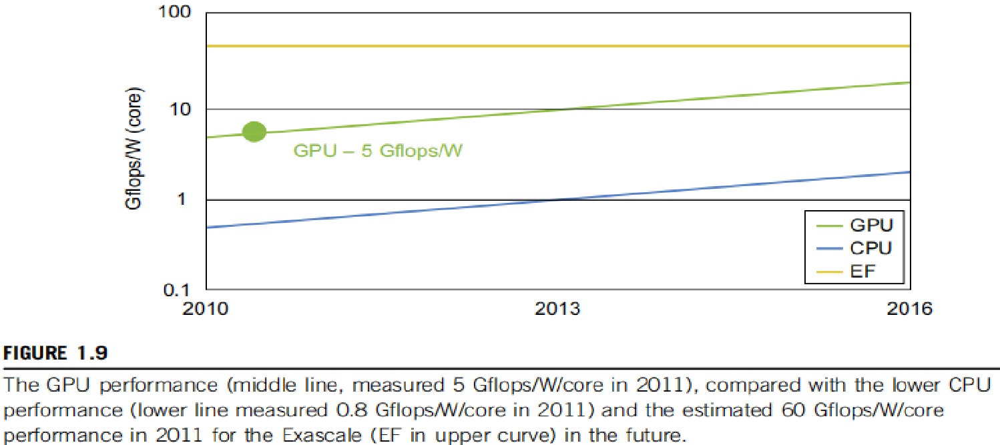 100
10
1
0.1
Gflops/W (core)
GPU – 5 Gflops/W
GPU
CPU
EF
2010
2013
2016
FIGURE 1.9
The GPU performance (middle line, measured 5 Gflops/W/core in 2011), compared with the lower CPU
performance (lower line measured 0.8 Gflops/W/core in 2011) and the estimated 60 Gflops/W/core
performance in 2011 for the Exascale (EF in upper curve) in the future.